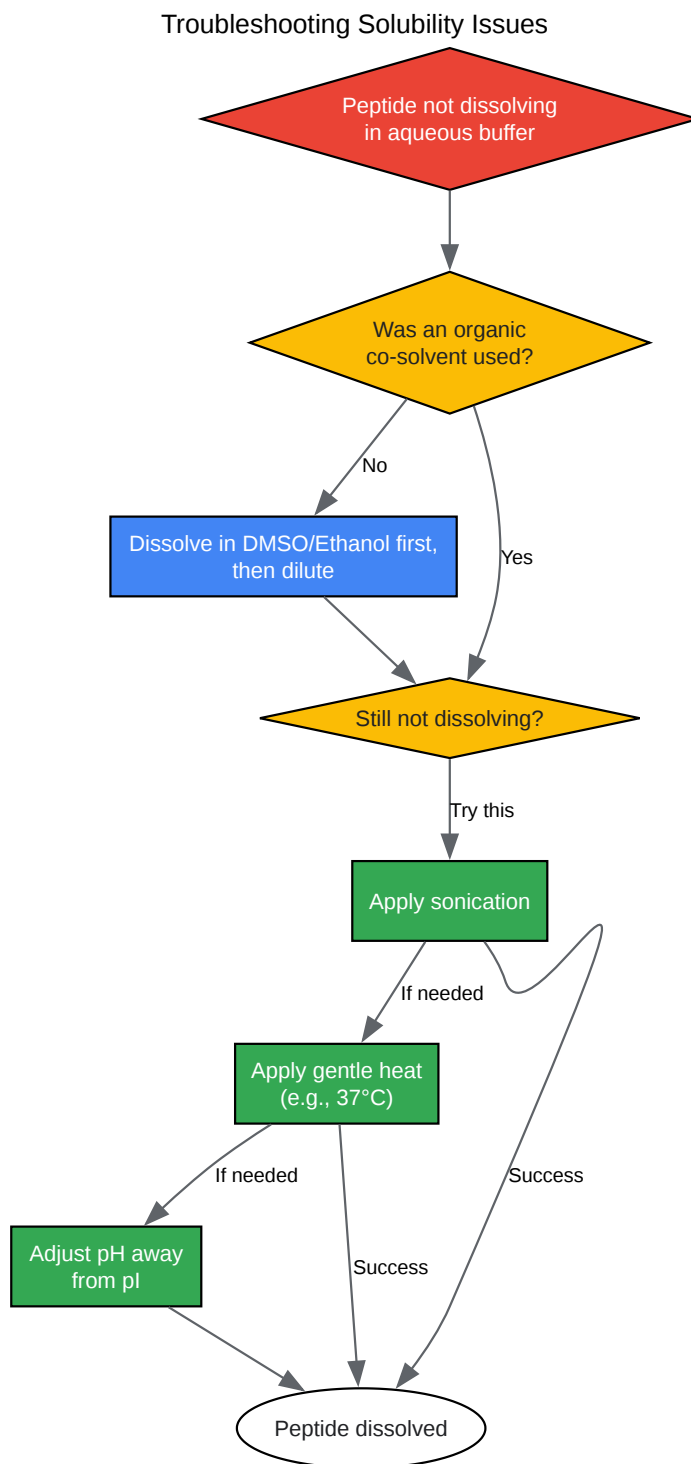 Troubleshooting Solubility Issues
Peptide not dissolving
in aqueous buffer
Was an organic
co-solvent used?
No
Dissolve in DMSO/Ethanol first,
then dilute
Yes
Still not dissolving?
Try this
Apply sonication
If needed
Apply gentle heat
(e.g., 37°C)
If needed
Success
Adjust pH away
from pI
Success
Peptide dissolved